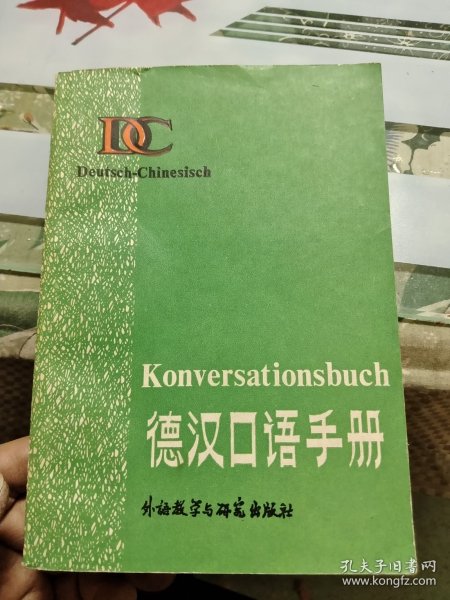 DC
Deutsch-Chinesisch
Konversationsbuch
德汉口语手册
外语教学与研究出版社
孔夫子旧书网
www.kongfz.com